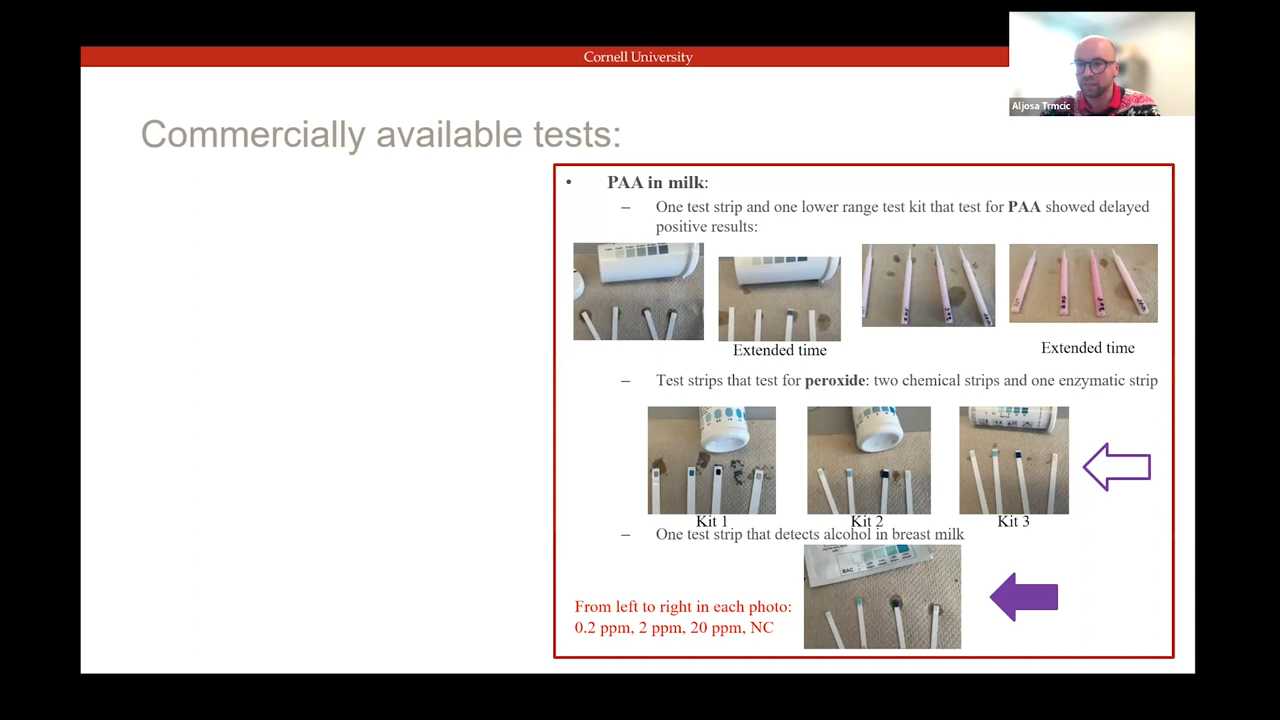 Cornell University
Aljosa Trmcic
Commercially available tests:
• PAA in milk:
– One test strip and one lower range test kit that test for PAA showed delayed
positive results:
Extended time
Extended time
– Test strips that test for peroxide: two chemical strips and one enzymatic strip
Kit 1
Kit 2
Kit 3
– One test strip that detects alcohol in breast milk
BAC
From left to right in each photo:
0.2 ppm, 2 ppm, 20 ppm, NC